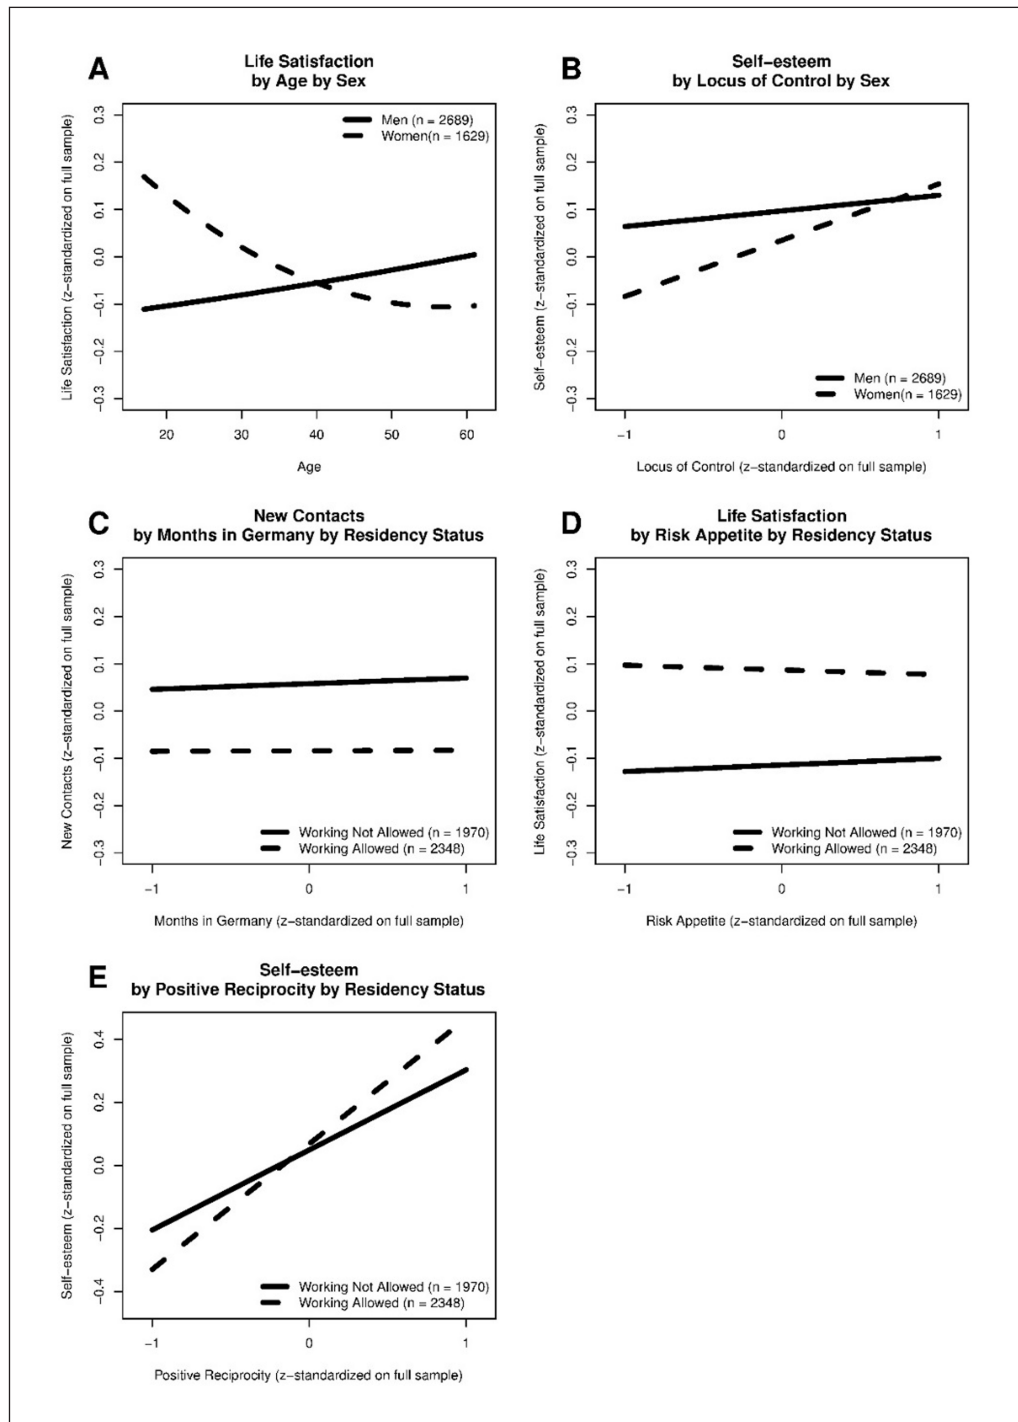 A
Life Satisfaction
by Age by Sex
Life Satisfaction (z−standardized on full sample)
0.3
0.2
0.1
0.0
−0.1
−0.2
−0.3
Men (n = 2689)
Women(n = 1629)
20 30 40 50 60
Age
B
Self−esteem
by Locus of Control by Sex
Self−esteem (z−standardized on full sample)
0.3
0.2
0.1
0.0
−0.1
−0.2
−0.3
Men (n = 2689)
Women(n = 1629)
−1 0 1
Locus of Control (z−standardized on full sample)
C
New Contacts
by Months in Germany by Residency Status
New Contacts (z−standardized on full sample)
0.3
0.2
0.1
0.0
−0.1
−0.2
−0.3
Working Not Allowed (n = 1970)
Working Allowed (n = 2348)
−1 0 1
Months in Germany (z−standardized on full sample)
D
Life Satisfaction
by Risk Appetite by Residency Status
Life Satisfaction (z−standardized on full sample)
0.3
0.2
0.1
0.0
−0.1
−0.2
−0.3
Working Not Allowed (n = 1970)
Working Allowed (n = 2348)
−1 0 1
Risk Appetite (z−standardized on full sample)
E
Self−esteem
by Positive Reciprocity by Residency Status
Self−esteem (z−standardized on full sample)
0.4
0.2
0.0
−0.2
−0.4
Working Not Allowed (n = 1970)
Working Allowed (n = 2348)
−1 0 1
Positive Reciprocity (z−standardized on full sample)